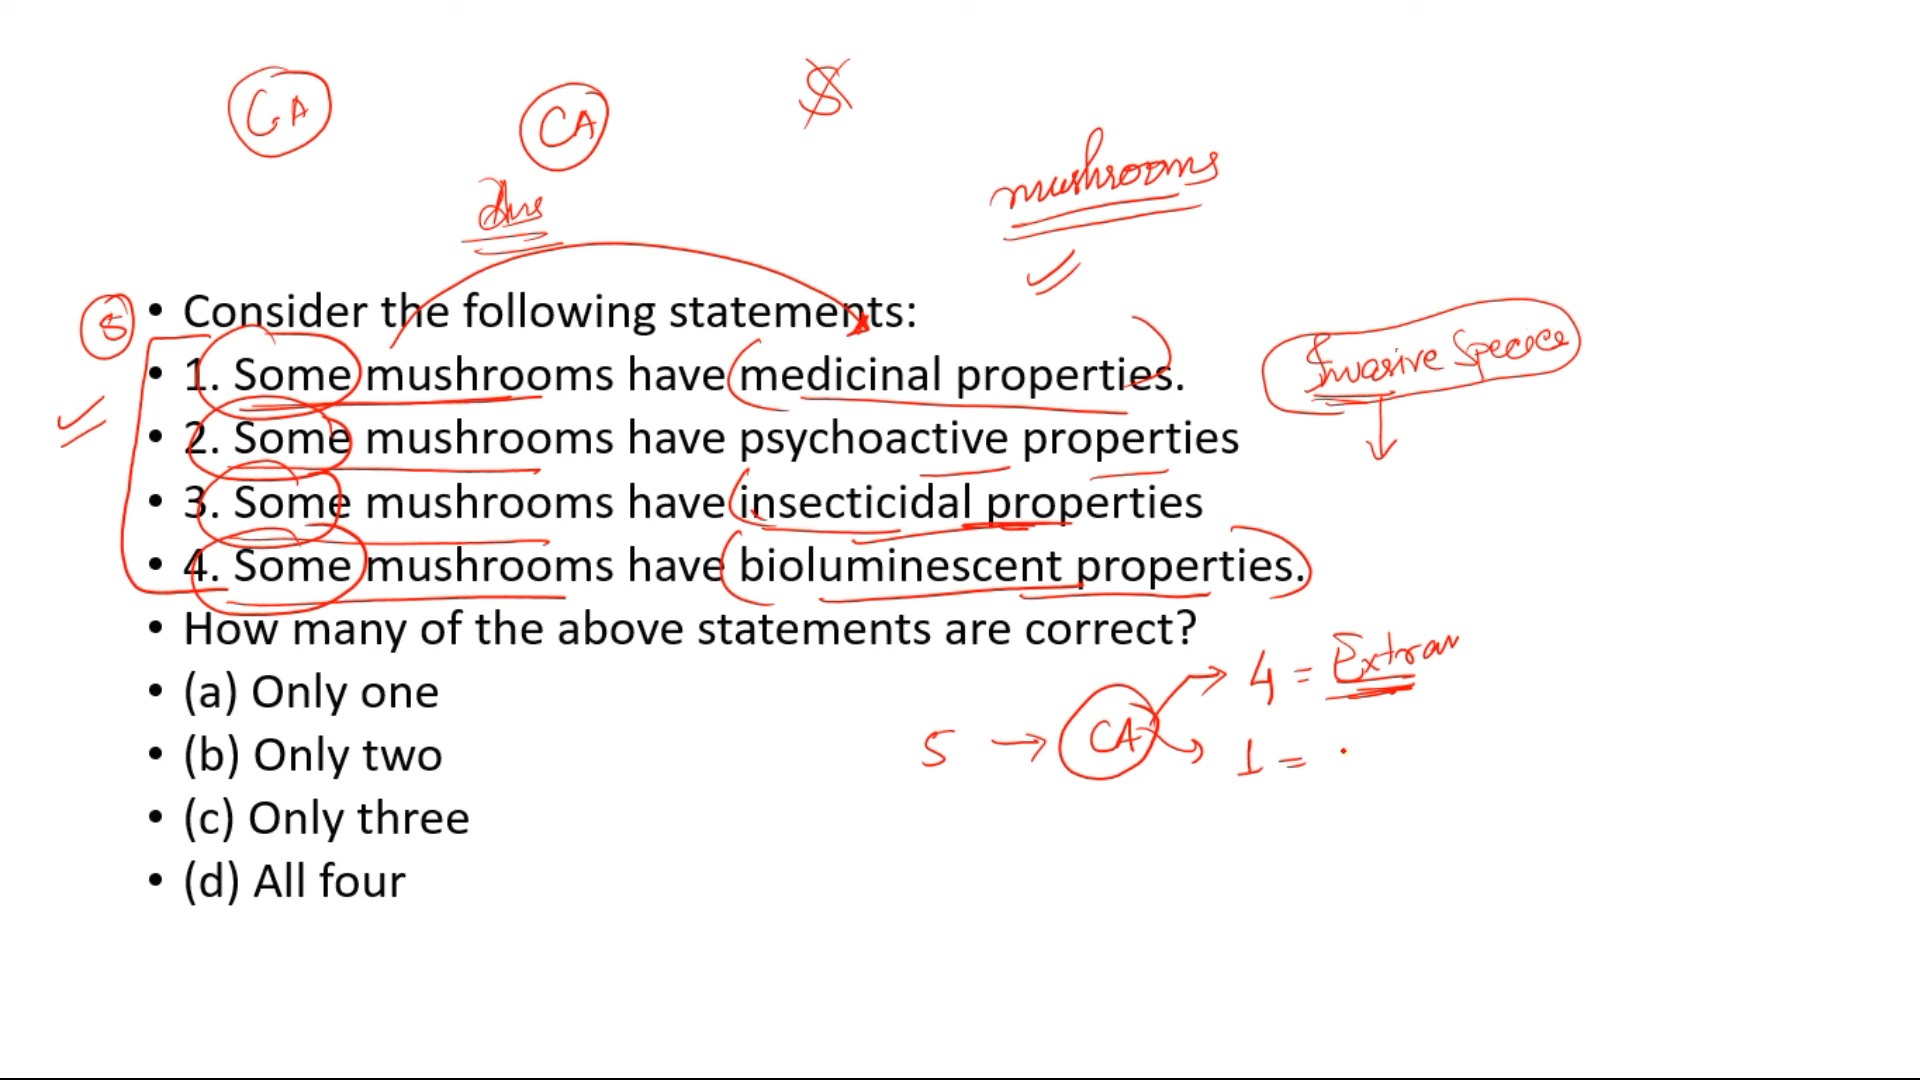 CA
CA
S
mushrooms
Ans
• Consider the following statements:
S
• 1. Some mushrooms have medicinal properties.
Invasive Species
• 2. Some mushrooms have psychoactive properties
• 3. Some mushrooms have insecticidal properties
• 4. Some mushrooms have bioluminescent properties.
• How many of the above statements are correct?
4 =
• (a) Only one
5 → CA
1 =
• (b) Only two
• (c) Only three
• (d) All four